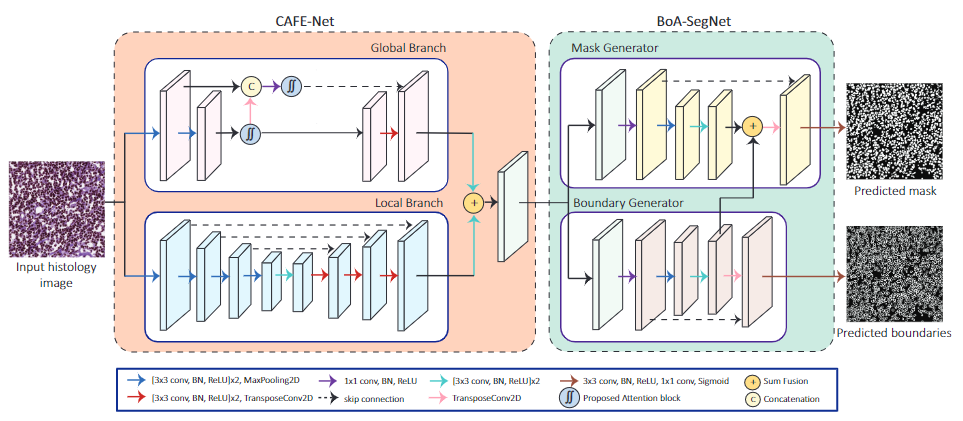 CAFE-Net
BoA-SegNet
Global Branch
Mask Generator
C
∬
∬
+
Predicted mask
Local Branch
+
Boundary Generator
Input histology
image
Predicted boundaries
[3x3 conv, BN, ReLU]x2, MaxPooling2D
1x1 conv, BN, ReLU
[3x3 conv, BN, ReLU]x2
3x3 conv, BN, ReLU, 1x1 conv, Sigmoid
+
Sum Fusion
[3x3 conv, BN, ReLU]x2, TransposeConv2D
skip connection
TransposeConv2D
∬
Proposed Attention block
C
Concatenation